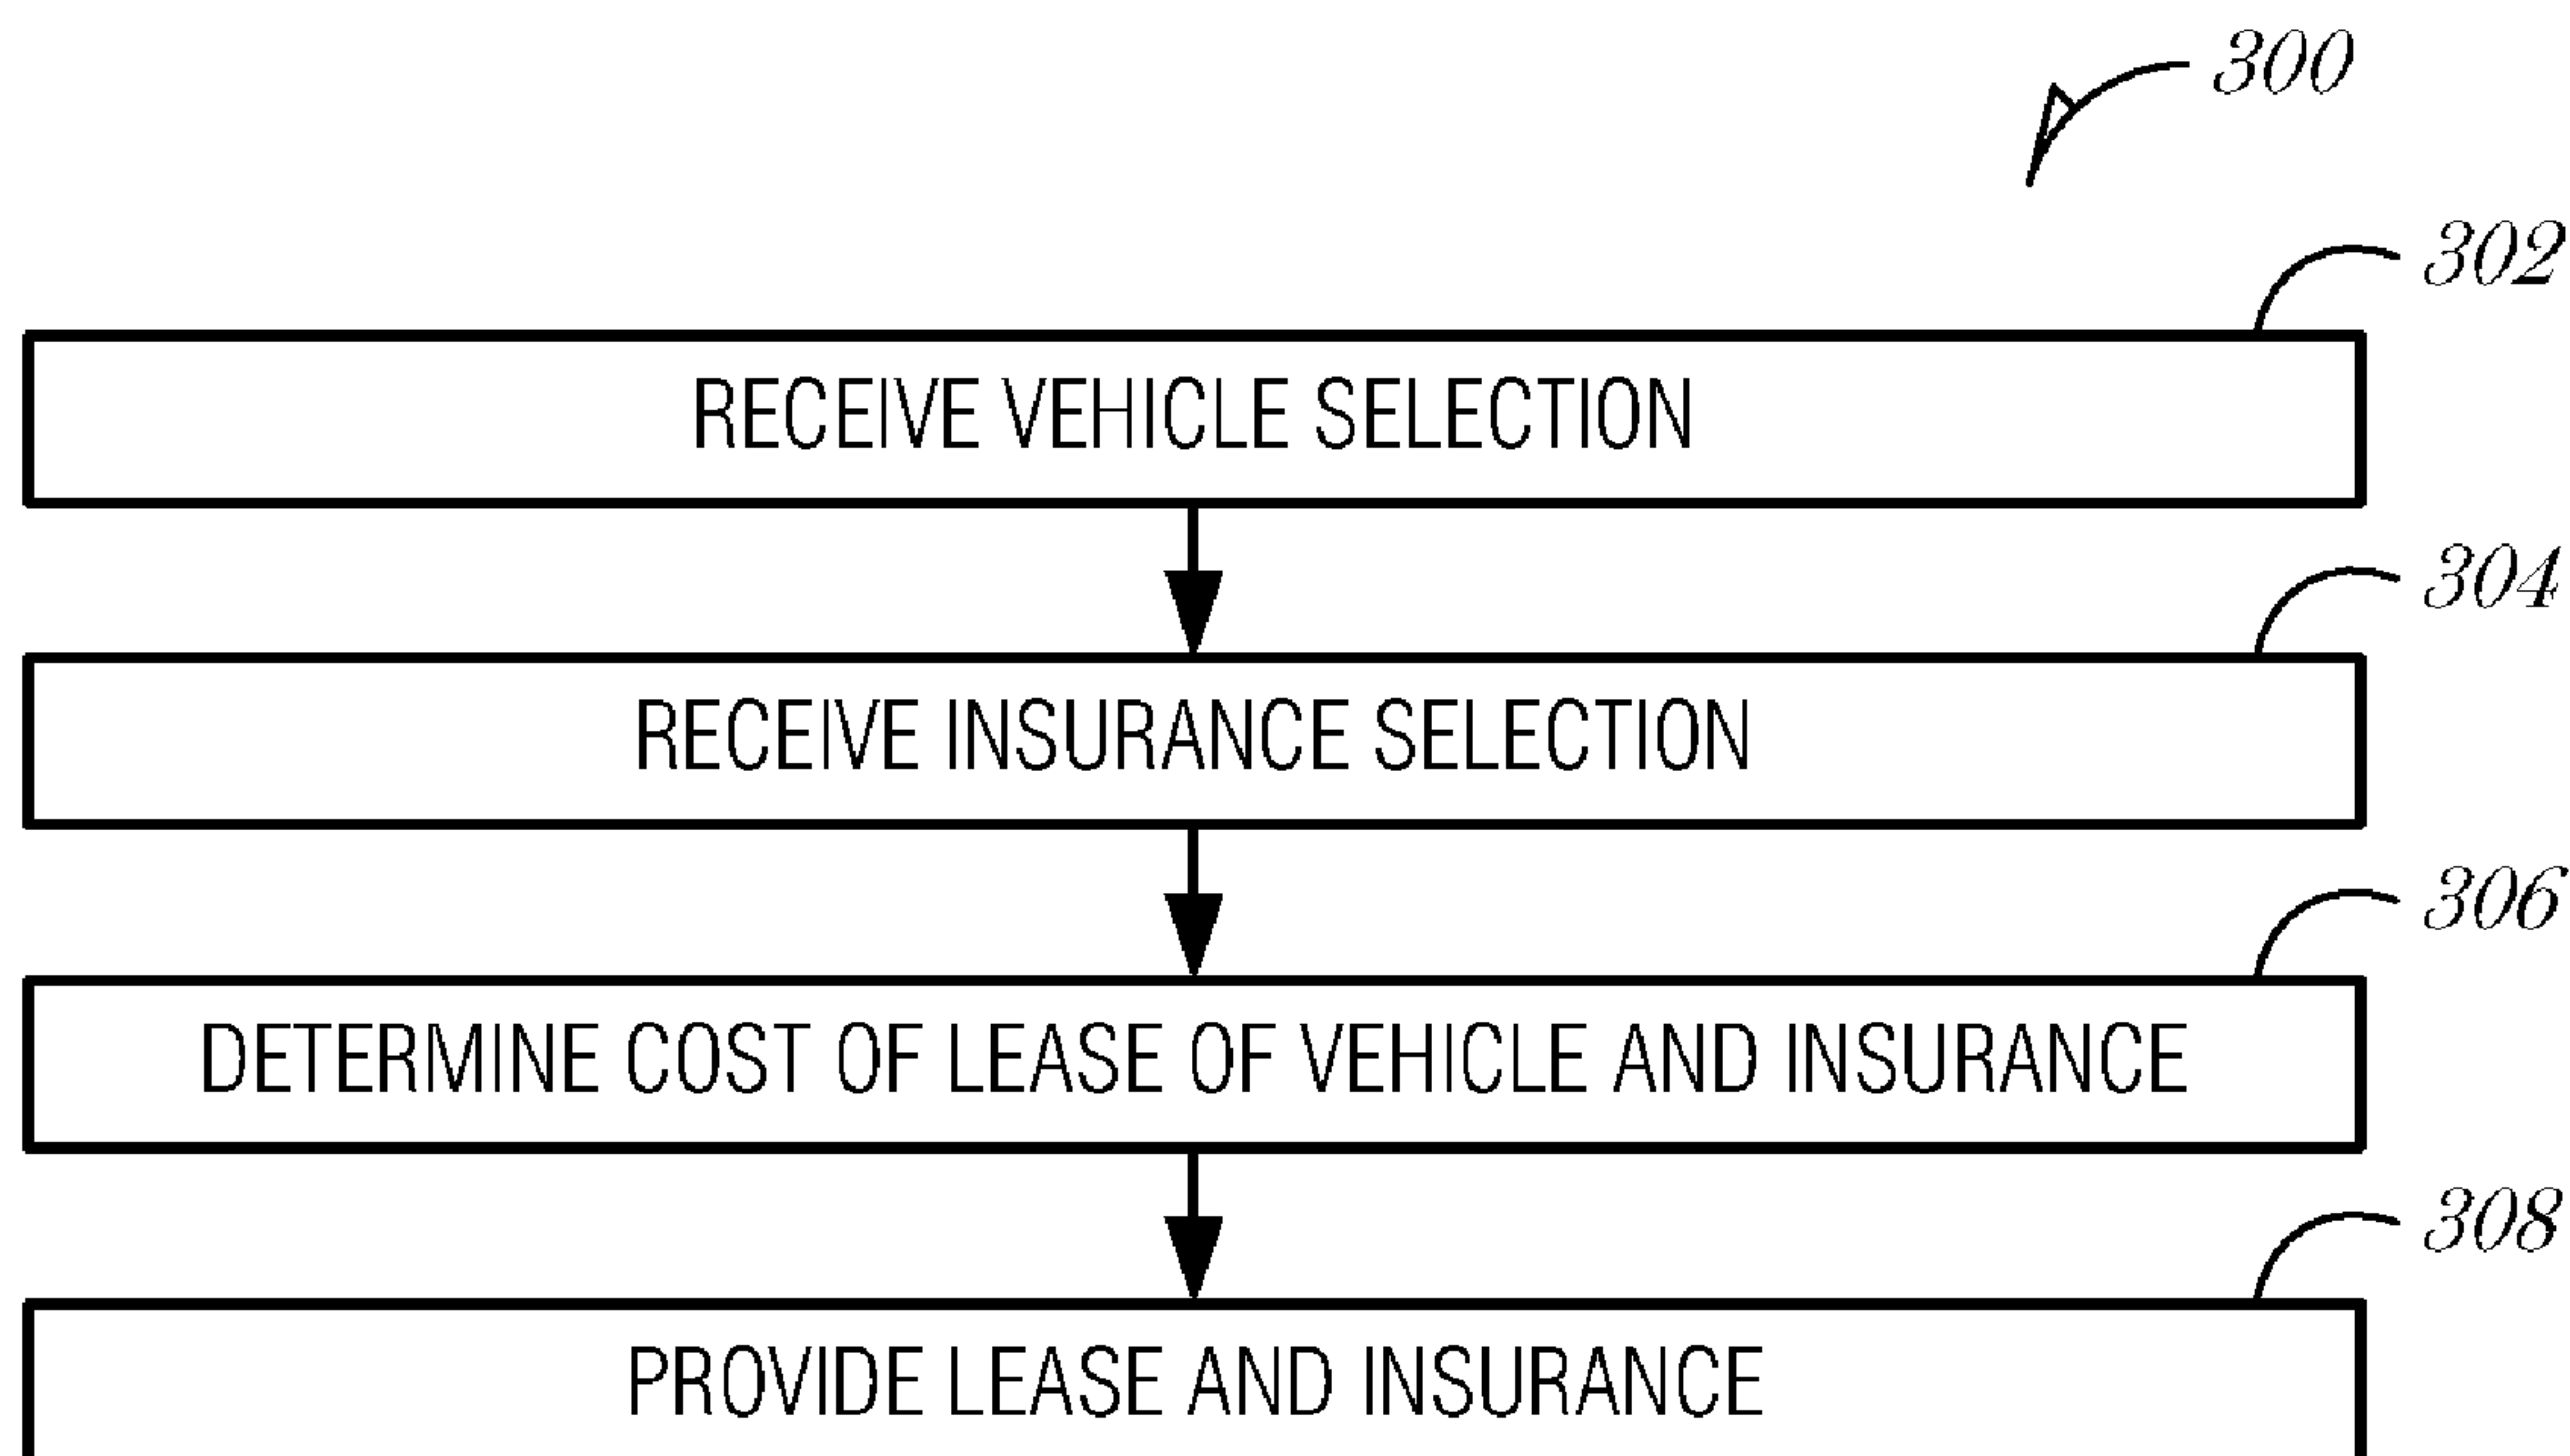 300
302
RECEIVE VEHICLE SELECTION
304
RECEIVE INSURANCE SELECTION
306
DETERMINE COST OF LEASE OF VEHICLE AND INSURANCE
308
PROVIDE LEASE AND INSURANCE